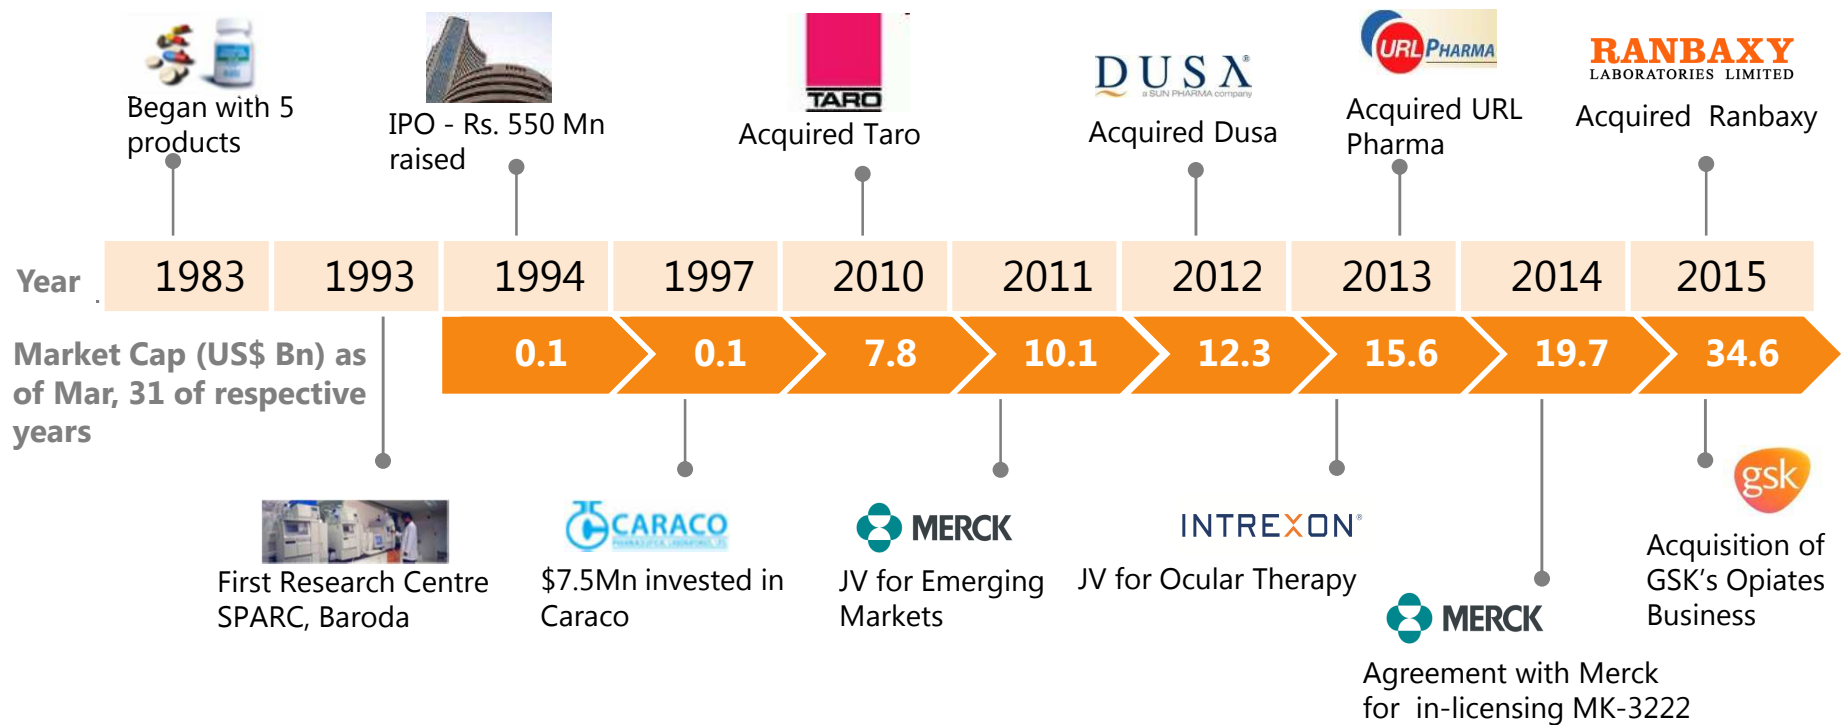 TARO
DUSA®
a SUN PHARMA company
URL PHARMA
RANBAXY
LABORATORIES LIMITED
Began with 5
products
IPO - Rs. 550 Mn
raised
Acquired Taro
Acquired Dusa
Acquired URL
Pharma
Acquired Ranbaxy
Year
1983
1993
1994
1997
2010
2011
2012
2013
2014
2015
Market Cap (US$ Bn) as
of Mar, 31 of respective
years
0.1
0.1
7.8
10.1
12.3
15.6
19.7
34.6
First Research Centre
SPARC, Baroda
CARACO
PHARMACEUTICAL LABORATORIES, LTD.
$7.5Mn invested in
Caraco
MERCK
JV for Emerging
Markets
INTREXON®
JV for Ocular Therapy
MERCK
Agreement with Merck
for in-licensing MK-3222
gsk
Acquisition of
GSK's Opiates
Business